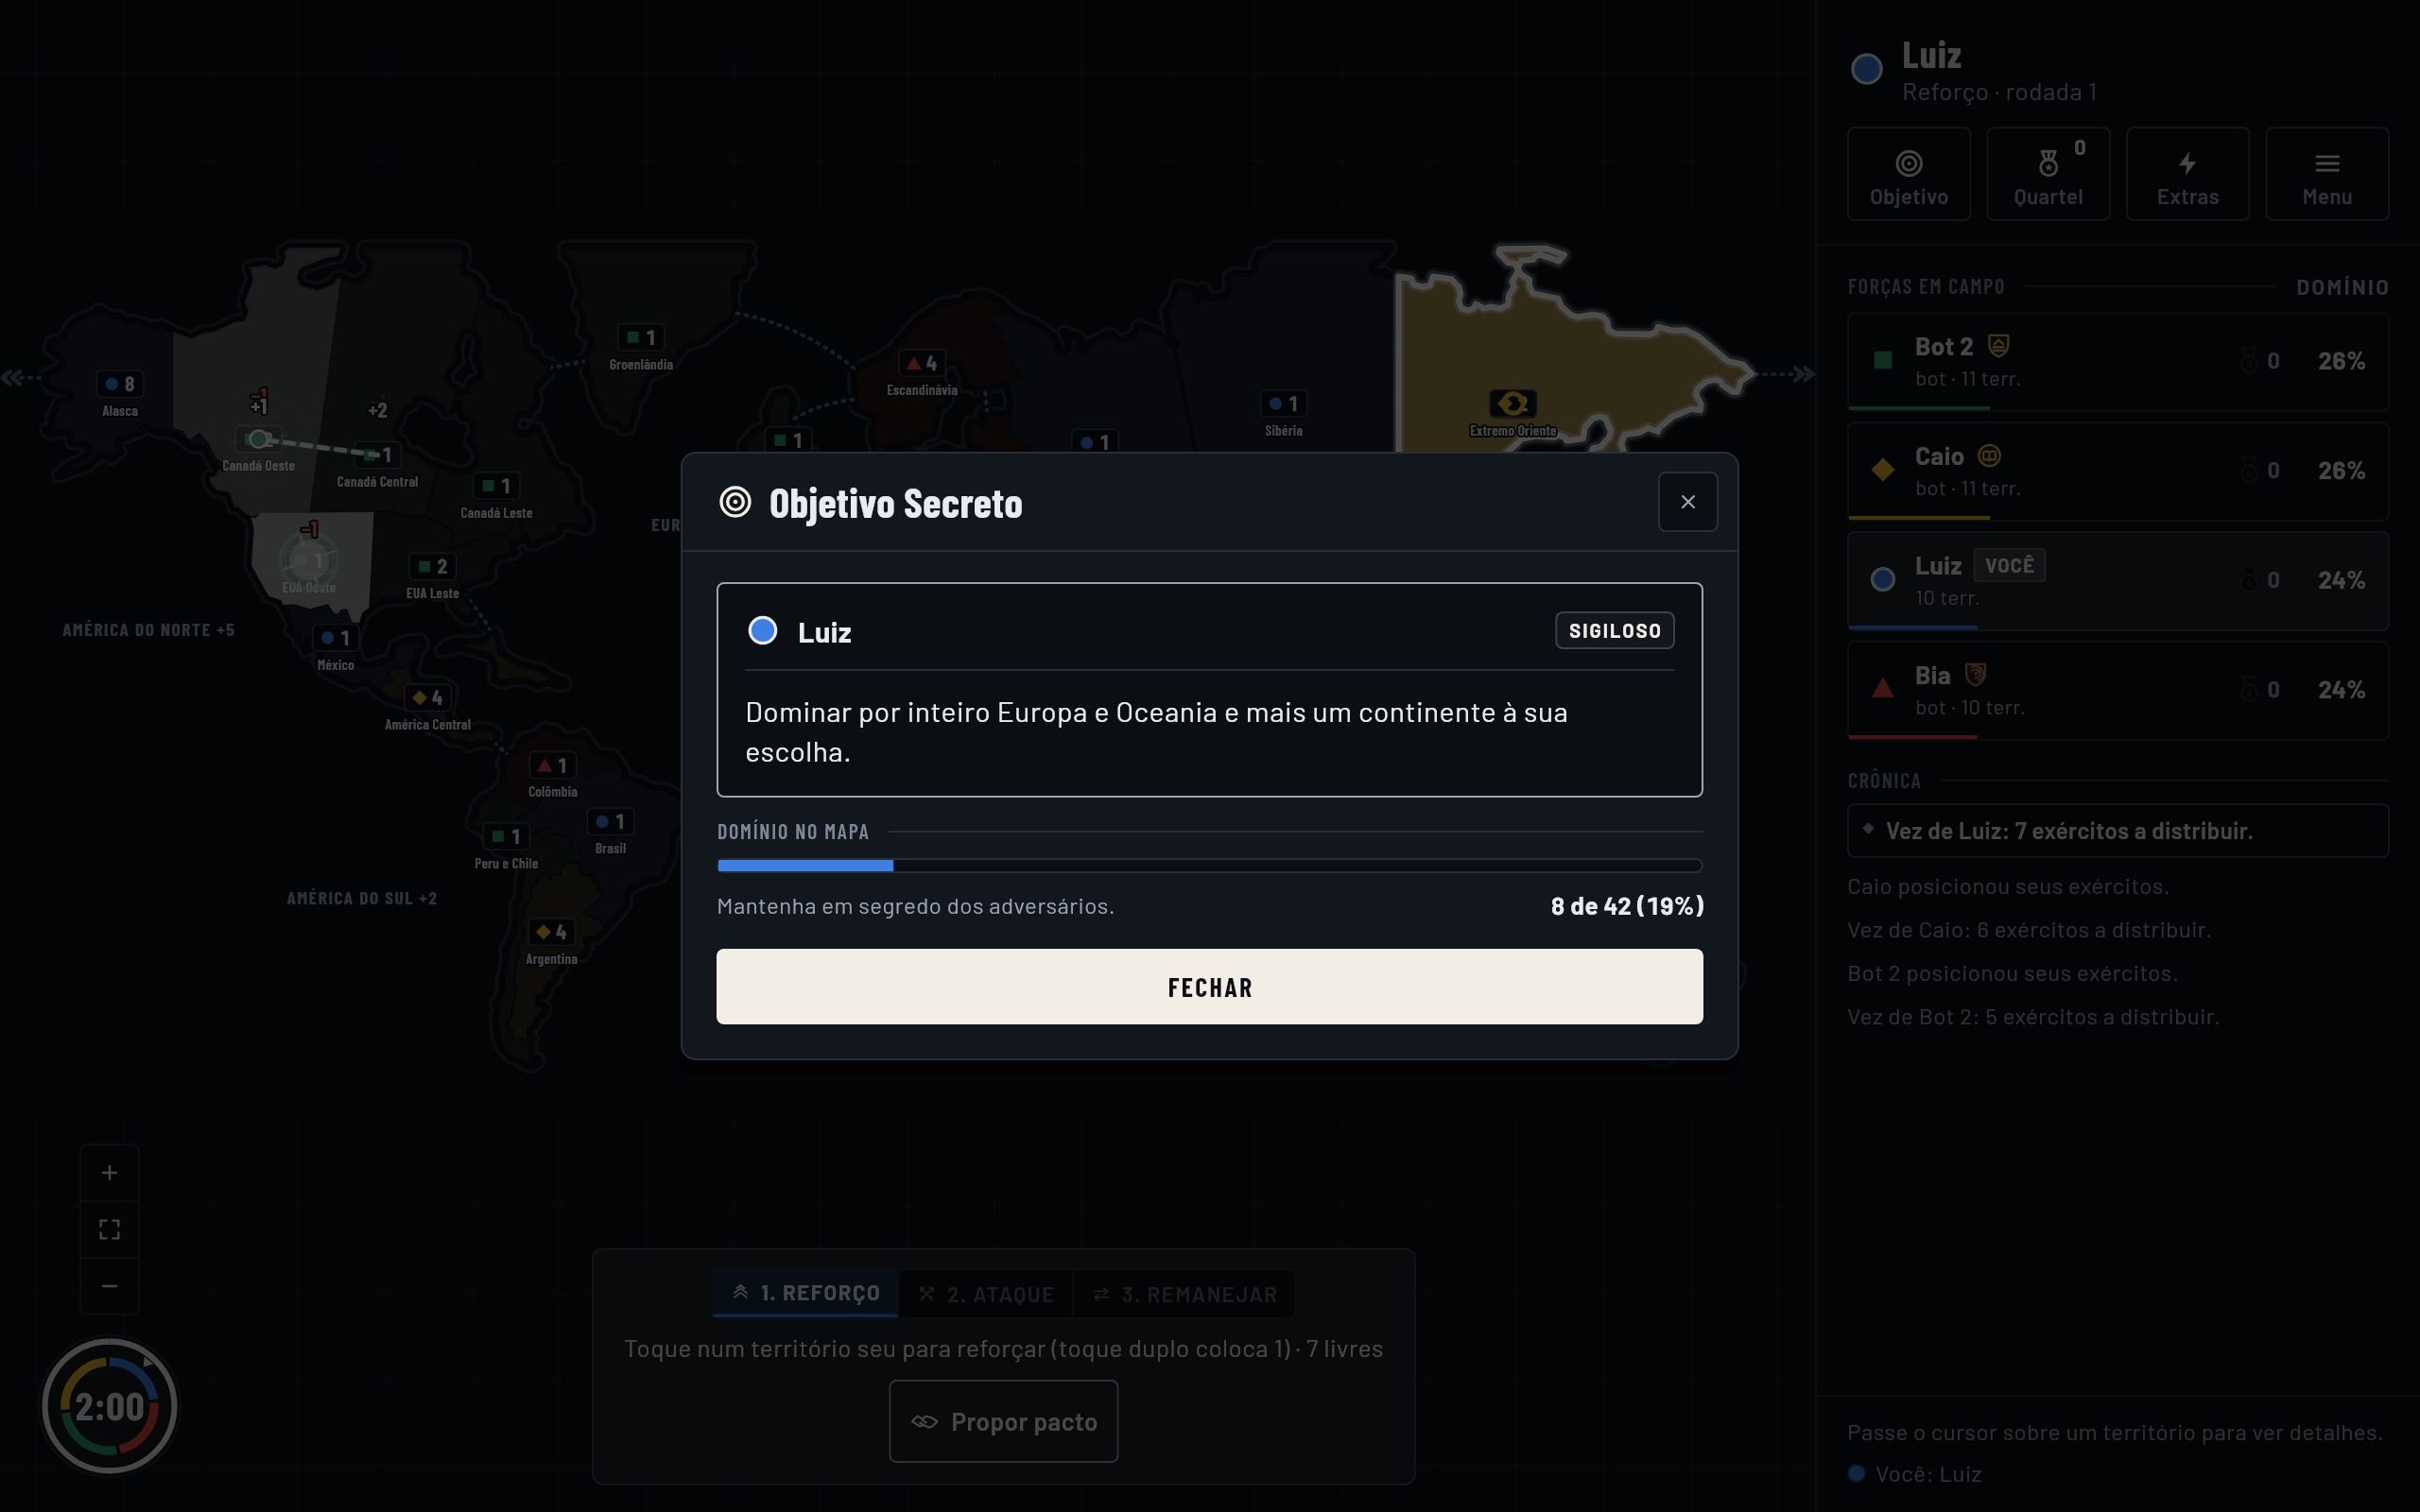 Luiz
Reforço · rodada 1
Objetivo
0
Quartel
Extras
Menu
FORÇAS EM CAMPO
DOMÍNIO
Bot 2
bot · 11 terr.
0
26%
Caio
bot · 11 terr.
0
26%
Luiz
VOCÊ
10 terr.
0
24%
Bia
bot · 10 terr.
0
24%
CRÔNICA
Vez de Luiz: 7 exércitos a distribuir.
Caio posicionou seus exércitos.
Vez de Caio: 6 exércitos a distribuir.
Bot 2 posicionou seus exércitos.
Vez de Bot 2: 5 exércitos a distribuir.
Passe o cursor sobre um território para ver detalhes.
Você: Luiz
1
Groenlândia
8
Alasca
4
Escandinávia
1
Sibéria
Extremo Oriente
1
1
+1
+2
Canadá Oeste
1
Canadá Central
1
Canadá Leste
-1
1
EUA Oeste
2
EUA Leste
AMÉRICA DO NORTE +5
1
México
4
América Central
1
Colômbia
1
Brasil
1
Peru e Chile
AMÉRICA DO SUL +2
4
Argentina
Objetivo Secreto
Luiz
SIGILOSO
Dominar por inteiro Europa e Oceania e mais um continente à sua
escolha.
DOMÍNIO NO MAPA
Mantenha em segredo dos adversários.
8 de 42 (19%)
FECHAR
1. REFORÇO
2. ATAQUE
3. REMANEJAR
Toque num território seu para reforçar (toque duplo coloca 1) · 7 livres
Propor pacto
2:00